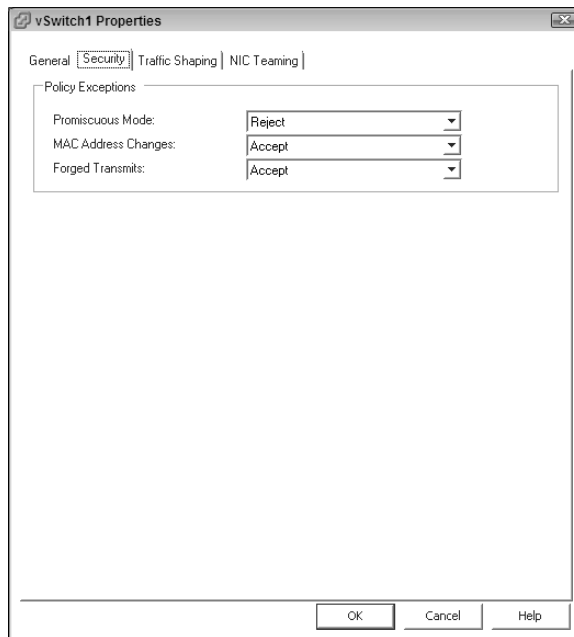 vSwitch1 Properties
General Security Traffic Shaping NIC Teaming
Policy Exceptions
Promiscuous Mode: Reject
MAC Address Changes: Accept
Forged Transmits: Accept
OK Cancel Help